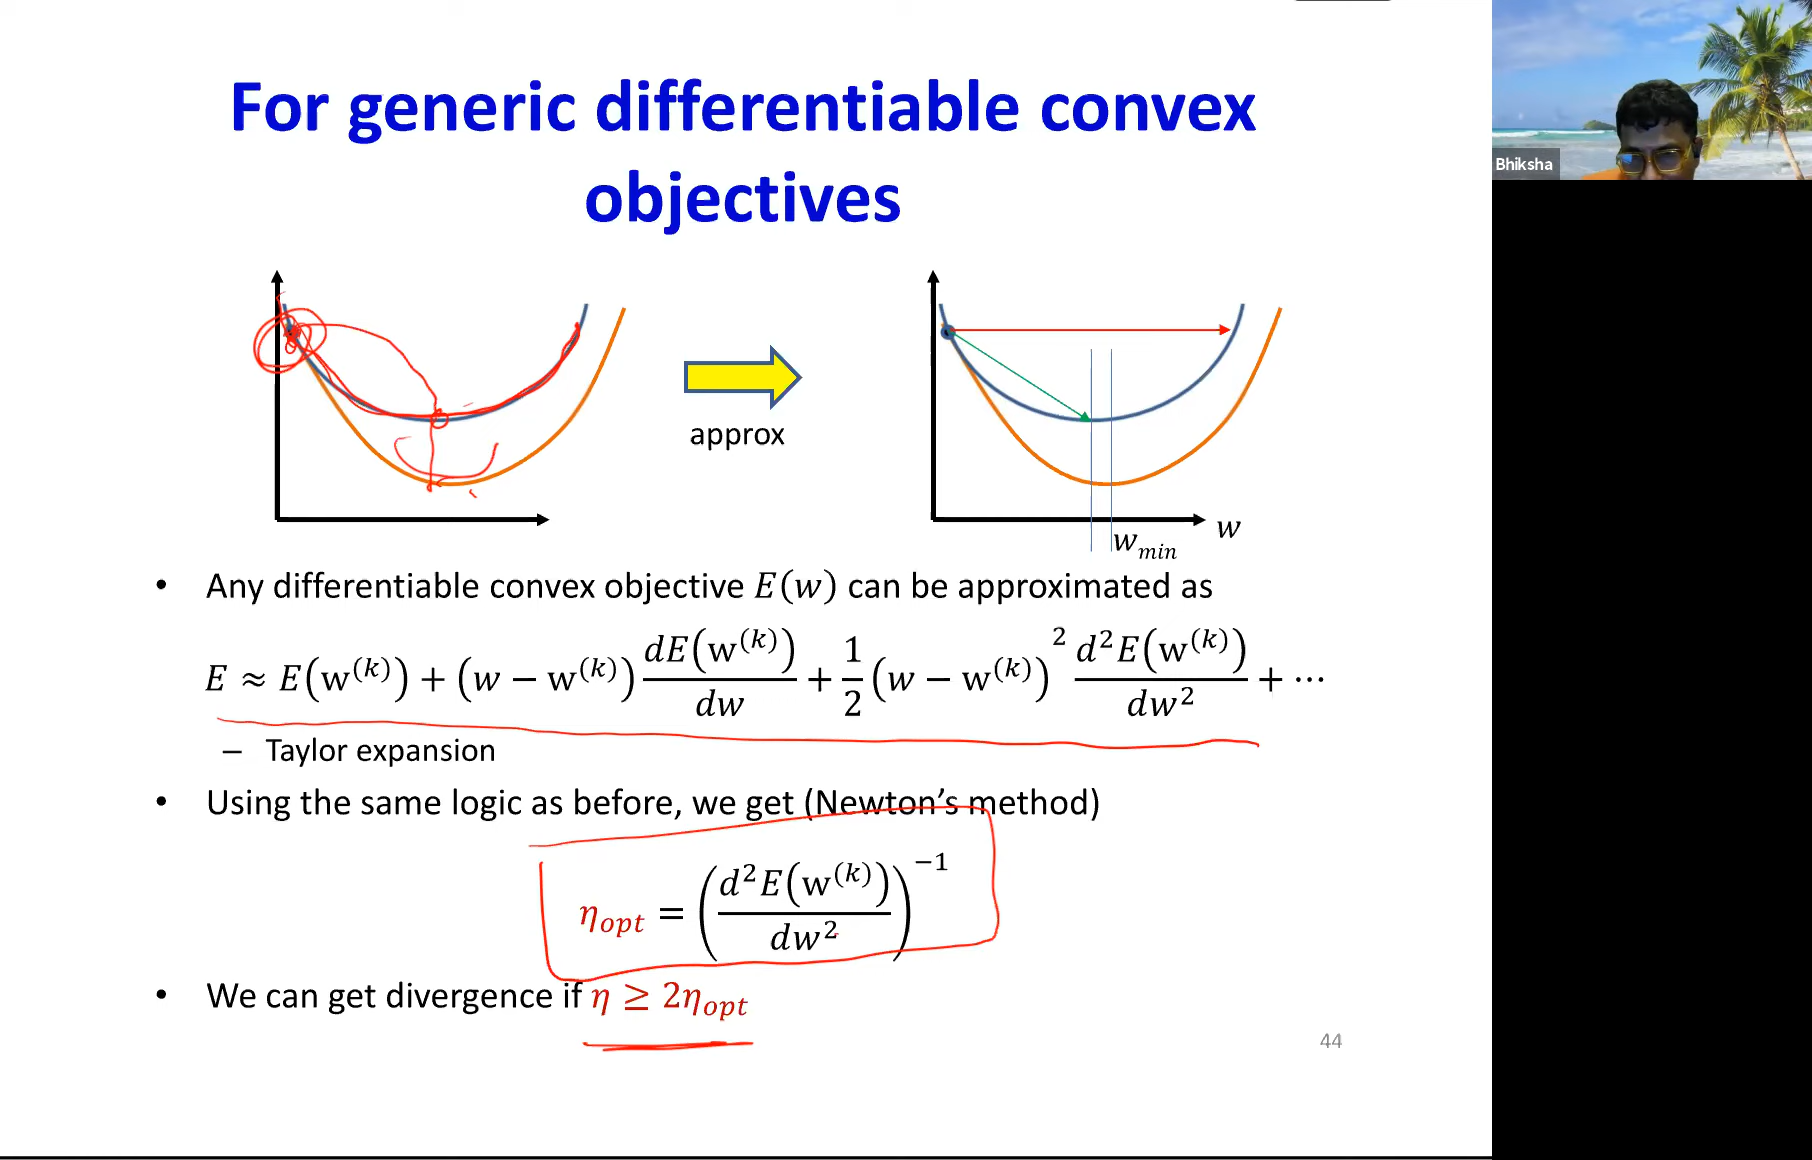 For generic differentiable convex
objectives
Bhiksha
approx
w
w_min
• Any differentiable convex objective E(w) can be approximated as
E ≈ E(w^(k)) + (w − w^(k)) dE(w^(k))/dw + 1/2 (w − w^(k))^2 d^2E(w^(k))/dw^2 + ⋯
– Taylor expansion
• Using the same logic as before, we get (Newton's method)
η_opt = (d^2E(w^(k))/dw^2)^−1
• We can get divergence if η ≥ 2η_opt
44